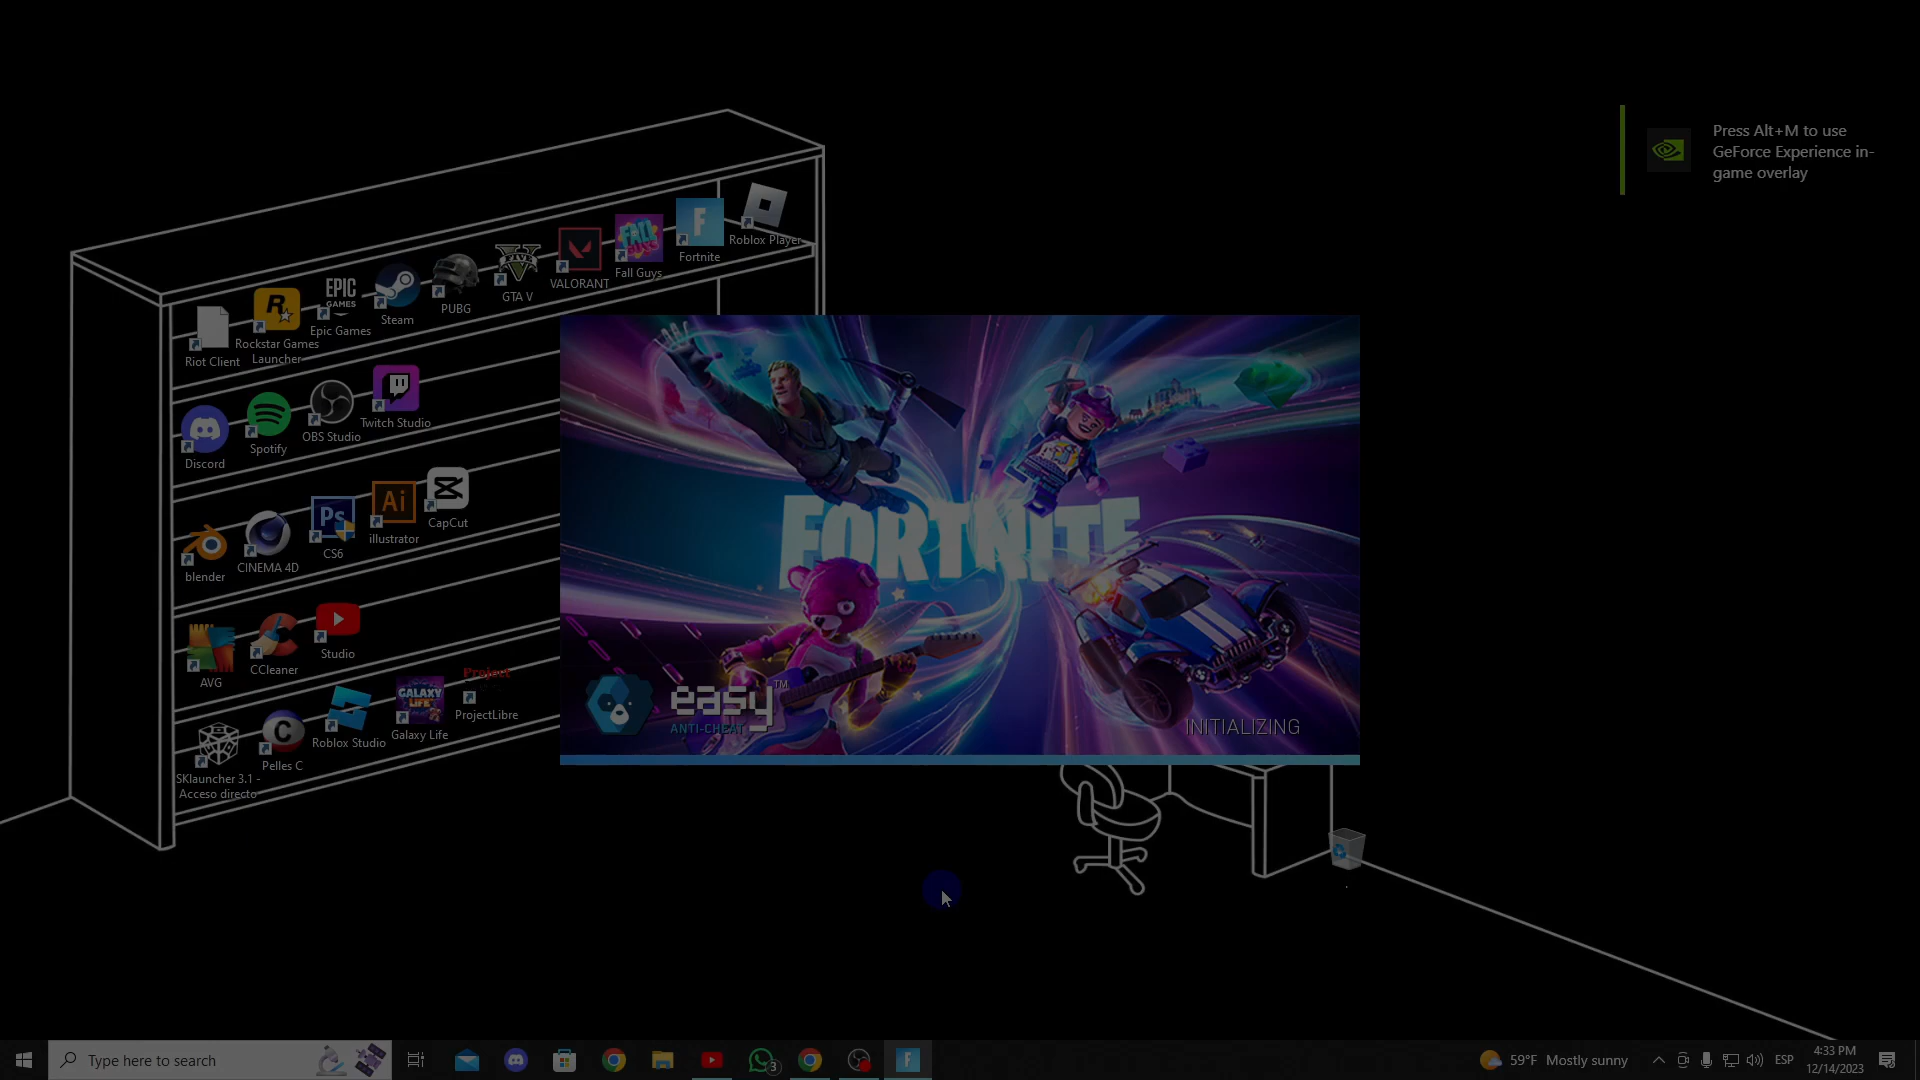 Press Alt+M to use
GeForce Experience in-
game overlay
Roblox Player
Fortnite
Fall Guys
VALORANT
GTA V
PUBG
Steam
EPIC
GAMES
Epic Games
Rockstar Games
Launcher
Riot Client
Twitch Studio
OBS Studio
Spotify
Discord
CapCut
Ai
illustrator
Ps
CS6
CINEMA 4D
blender
Studio
CCleaner
AVG
Project
ProjectLibre
GALAXY
LIFE
Galaxy Life
Roblox Studio
Pelles C
SKlauncher 3.1 -
Acceso directo
FORTNITE
easy™
ANTI-CHEAT
INITIALIZING
Type here to search
3
59°F Mostly sunny
ESP
4:33 PM
12/14/2023